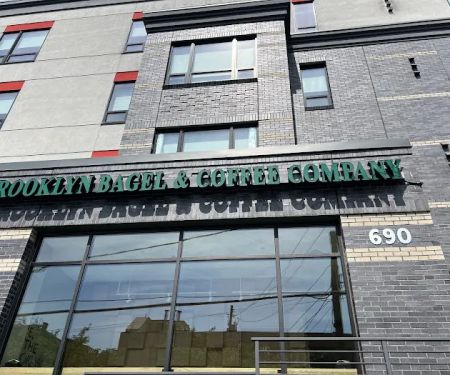 ROOKLYN BAGEL & COFFEE COMPANY
690